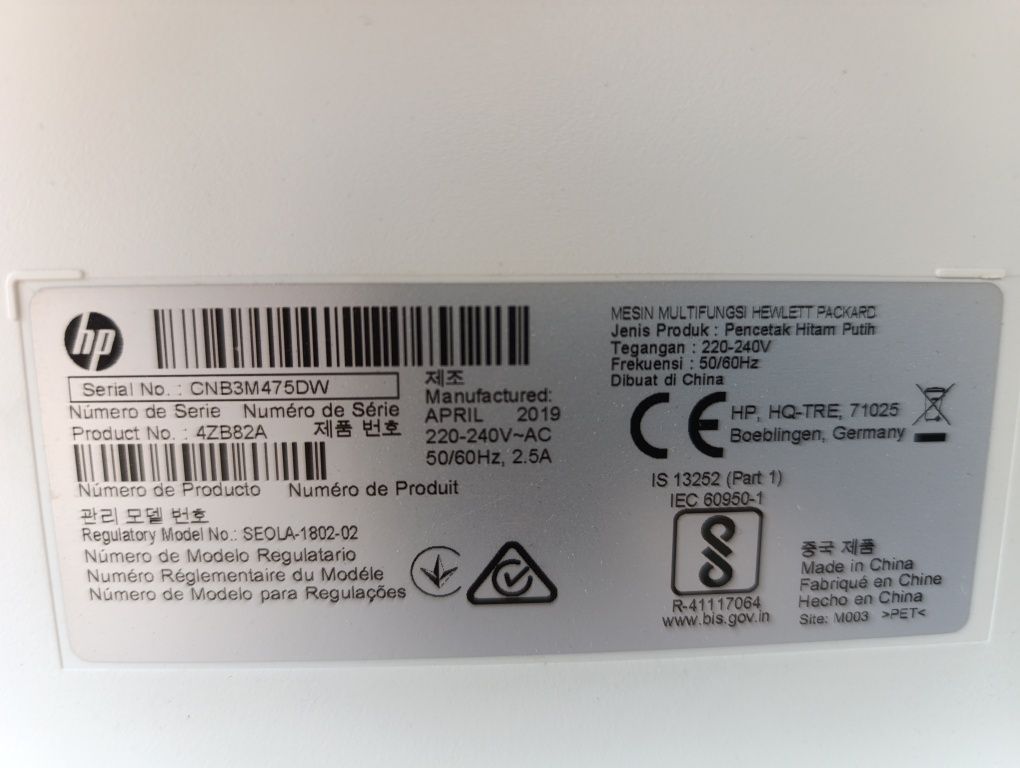 hp
Serial No. : CNB3M475DW
Número de Serie Numéro de Série
Product No. : 4ZB82A 제품 번호
Número de Producto Numéro de Produit
관리 모델 번호
Regulatory Model No.: SEOLA-1802-02
Número de Modelo Regulatario
Numéro Réglementaire du Modéle
Número de Modelo para Regulações
제조
Manufactured:
APRIL 2019
220-240V~AC
50/60Hz, 2.5A
MESIN MULTIFUNGSI HEWLETT PACKARD
Jenis Produk : Pencetak Hitam Putih
Tegangan : 220-240V
Frekuensi : 50/60Hz
Dibuat di China
CE
HP, HQ-TRE, 71025
Boeblingen, Germany
IS 13252 (Part 1)
IEC 60950-1
R-41117064
www.bis.gov.in
중국 제품
Made in China
Fabriqué en Chine
Hecho en China
Site: M003 >PET<